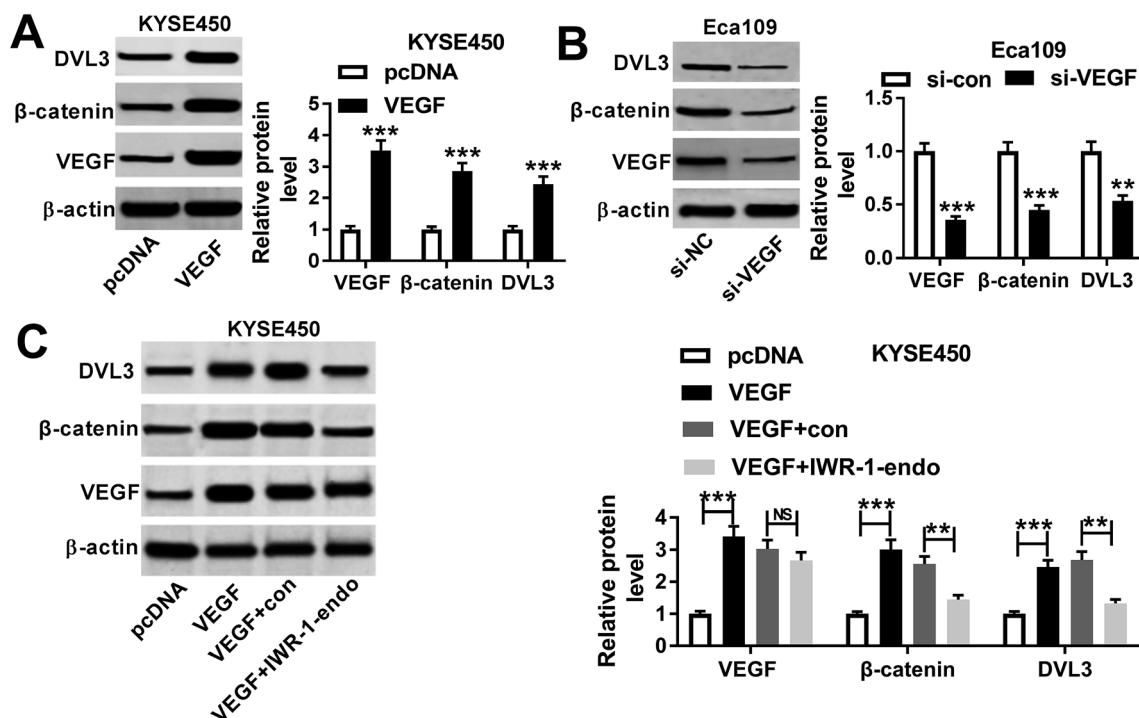 A
KYSE450
DVL3
β-catenin
VEGF
β-actin
pcDNA
VEGF
KYSE450
pcDNA
VEGF
Relative protein
level
5
4
3
2
1
0
***
***
***
VEGF
β-catenin
DVL3
B
Eca109
DVL3
β-catenin
VEGF
β-actin
si-NC
si-VEGF
Eca109
si-con
si-VEGF
Relative protein
level
1.5
1.0
0.5
0.0
***
***
**
VEGF
β-catenin
DVL3
C
KYSE450
DVL3
β-catenin
VEGF
β-actin
pcDNA
VEGF
VEGF+con
VEGF+IWR-1-endo
KYSE450
pcDNA
VEGF
VEGF+con
VEGF+IWR-1-endo
Relative protein
level
4
3
2
1
0
***
NS
***
**
***
**
VEGF
β-catenin
DVL3